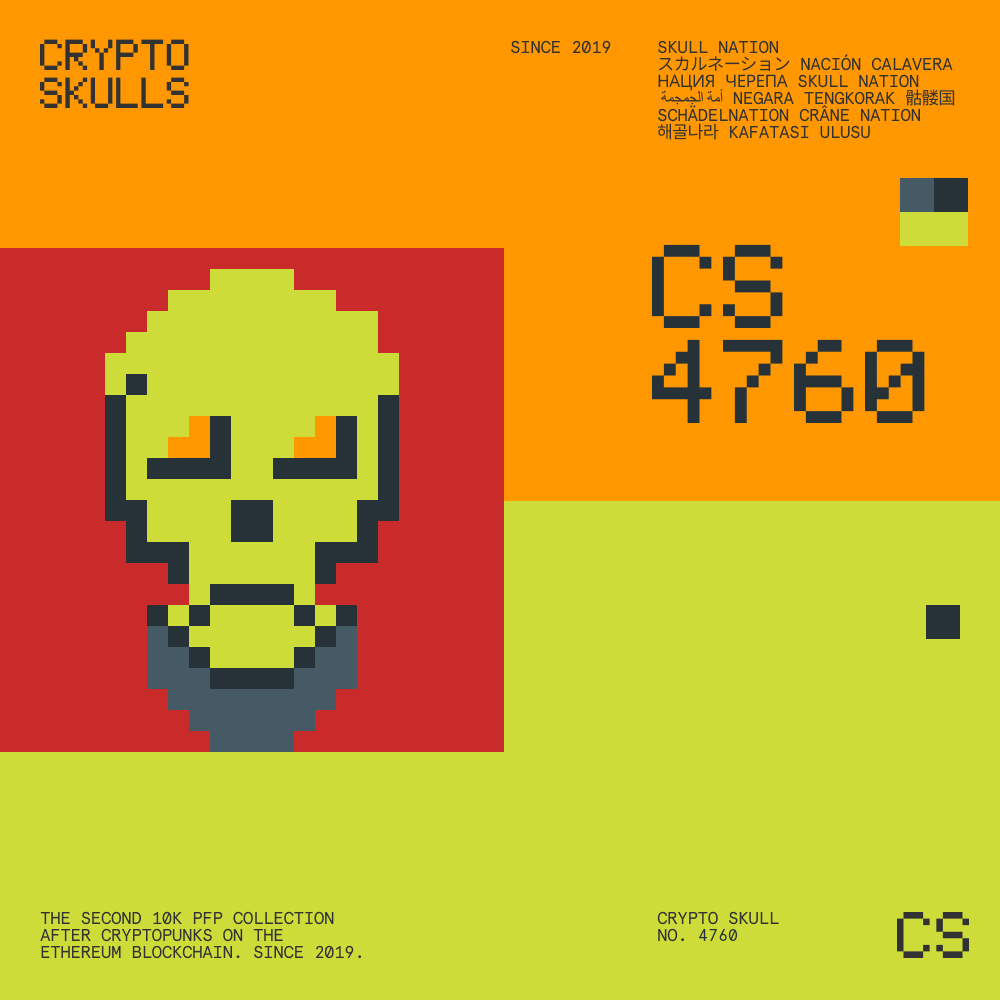 CRYPTO
SKULLS
SINCE 2019
SKULL NATION
スカルネーション NACIÓN CALAVERA
НАЦИЯ ЧЕРЕПА SKULL NATION
أمة الجمجمة NEGARA TENGKORAK 骷髅国
SCHÄDELNATION CRÂNE NATION
해골나라 KAFATASI ULUSU
CS
4760
THE SECOND 10K PFP COLLECTION
AFTER CRYPTOPUNKS ON THE
ETHEREUM BLOCKCHAIN. SINCE 2019.
CRYPTO SKULL
NO. 4760
CS